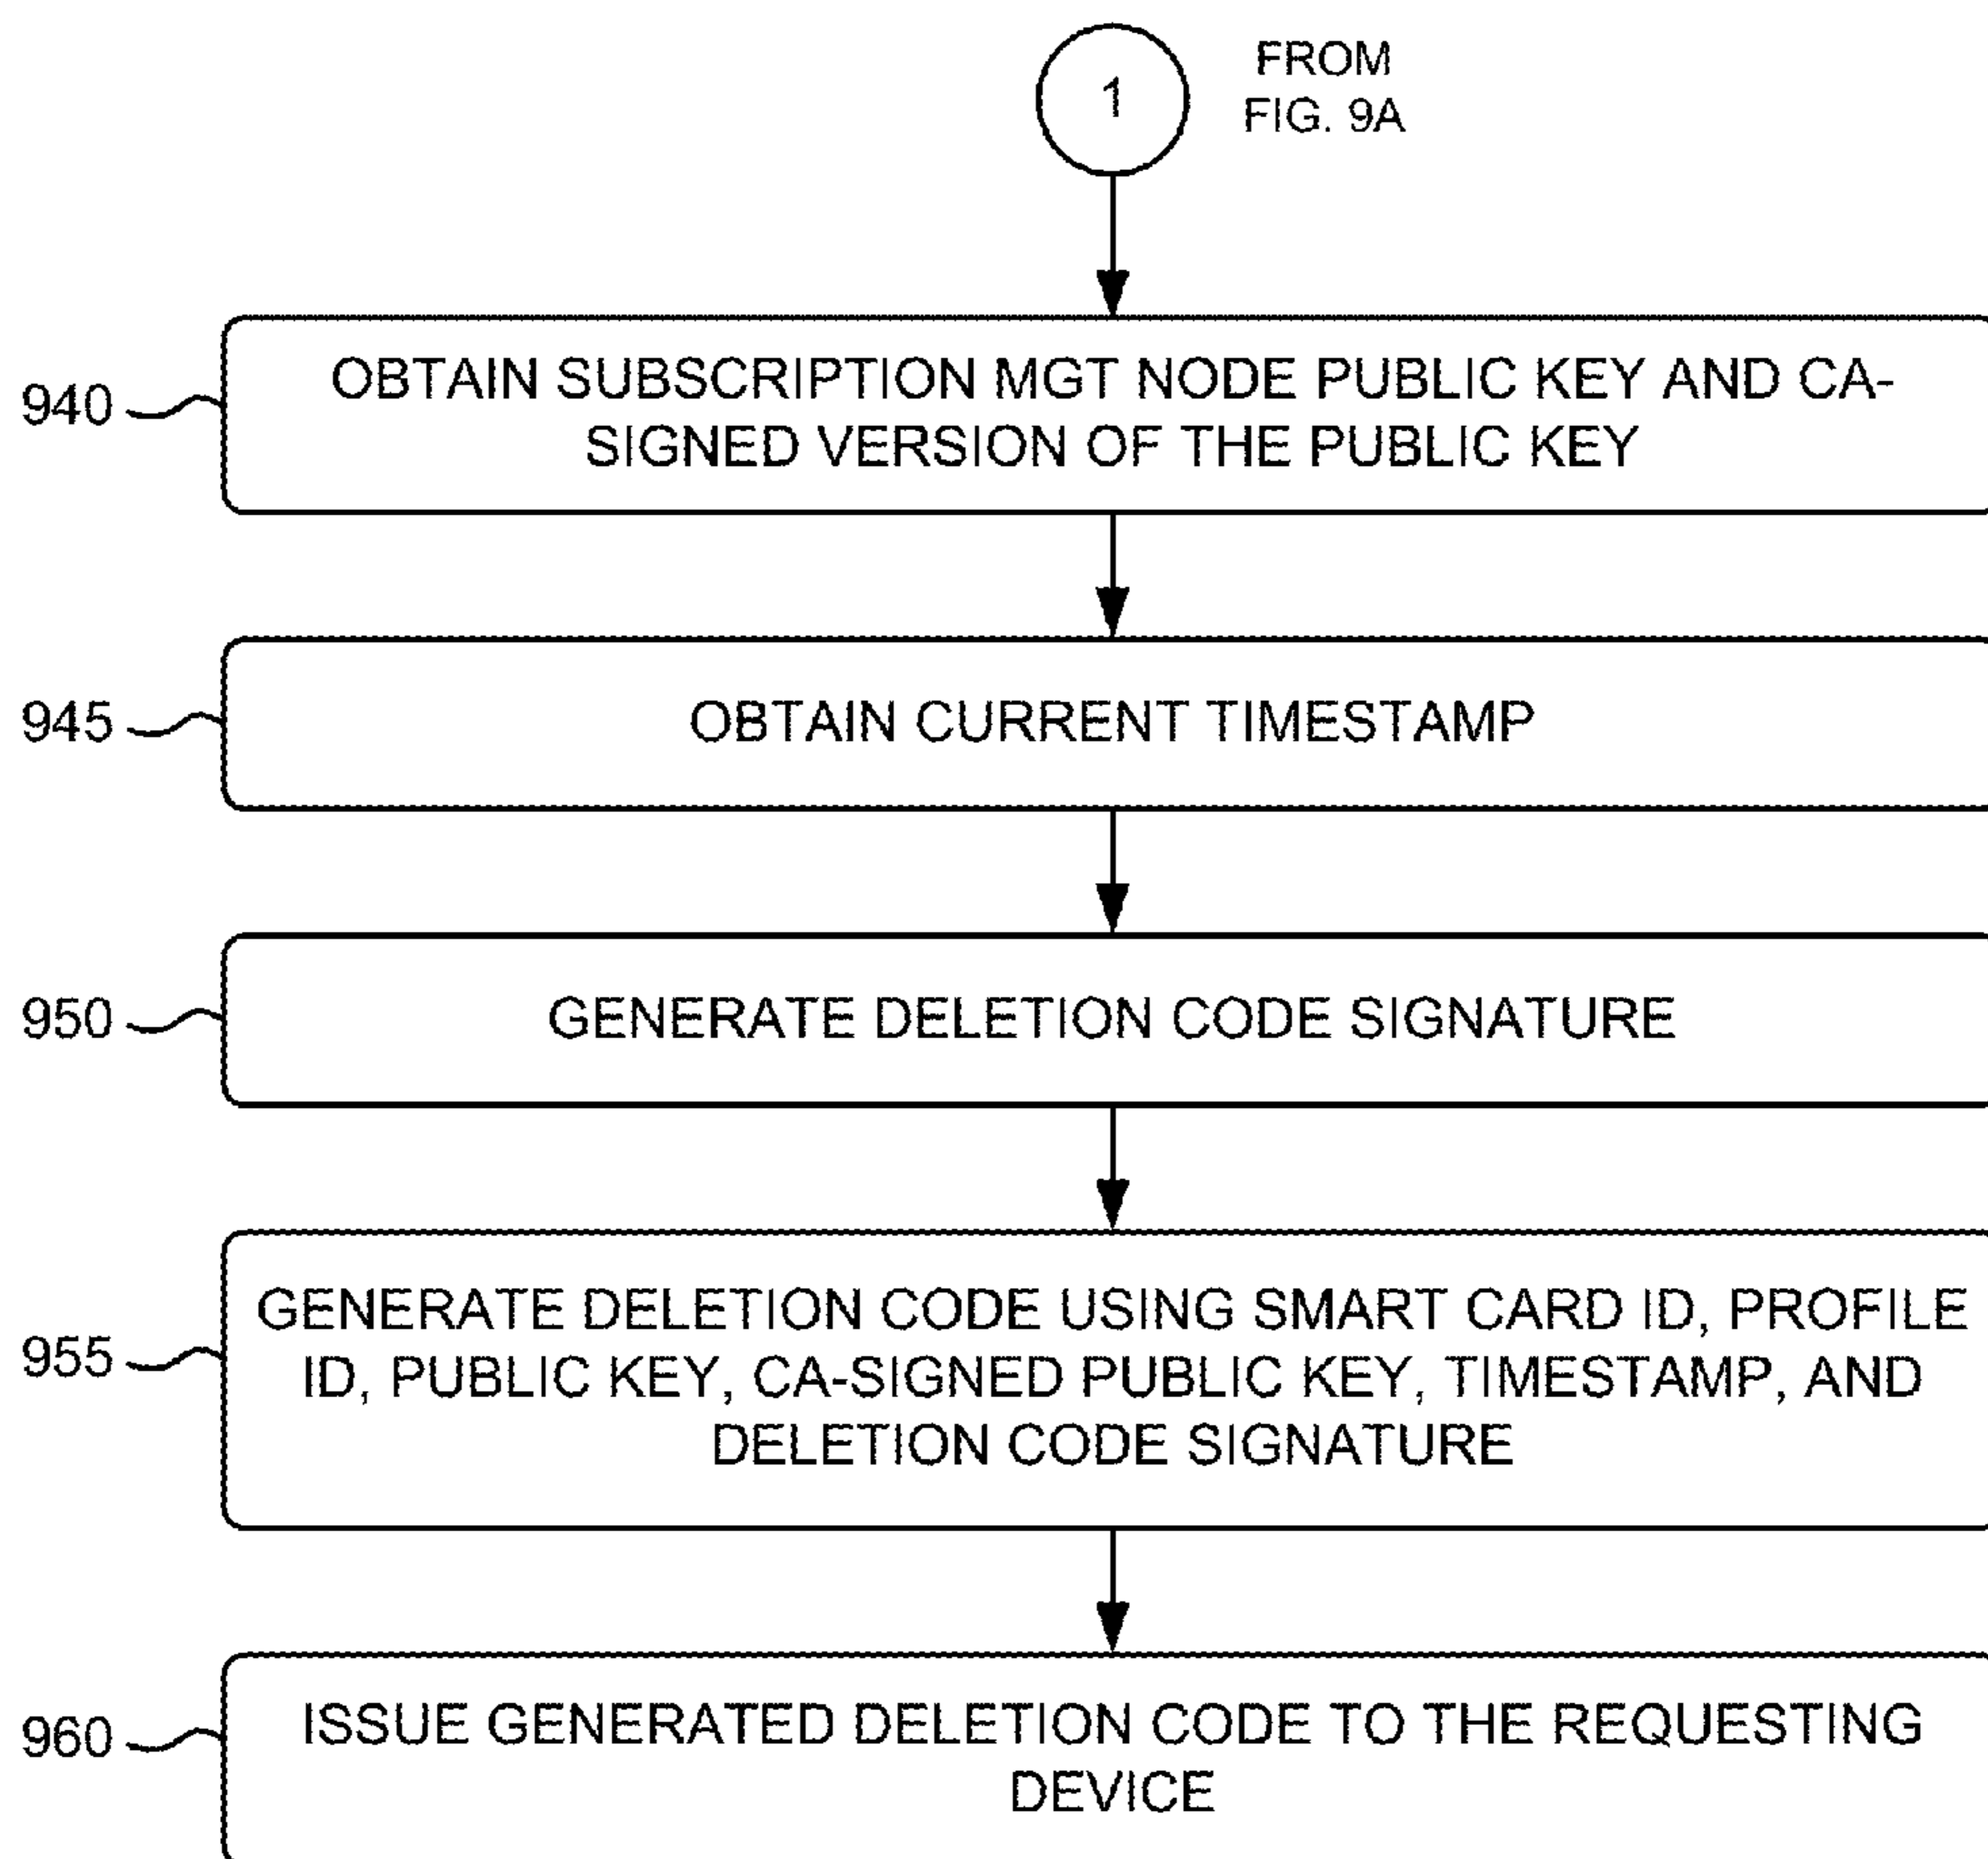 1
FROM
FIG. 9A
940
OBTAIN SUBSCRIPTION MGT NODE PUBLIC KEY AND CA-
SIGNED VERSION OF THE PUBLIC KEY
945
OBTAIN CURRENT TIMESTAMP
950
GENERATE DELETION CODE SIGNATURE
955
GENERATE DELETION CODE USING SMART CARD ID, PROFILE
ID, PUBLIC KEY, CA-SIGNED PUBLIC KEY, TIMESTAMP, AND
DELETION CODE SIGNATURE
960
ISSUE GENERATED DELETION CODE TO THE REQUESTING
DEVICE